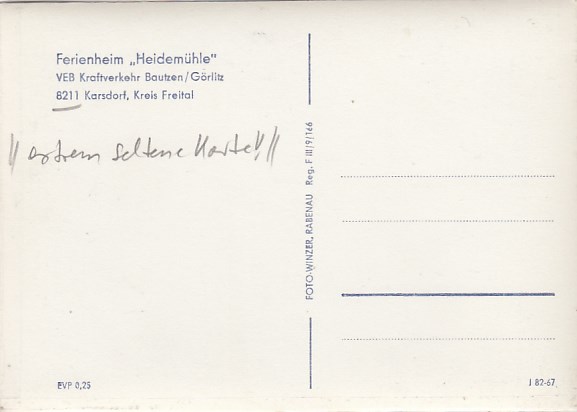 Ferienheim „Heidemühle"
VEB Kraftverkehr Bautzen/Görlitz
8211 Karsdorf, Kreis Freital
!! extrem seltene Karte!! !!
FOTO-WINZER, RABENAU Reg. F III/9/166
EVP 0,25
J 82-67